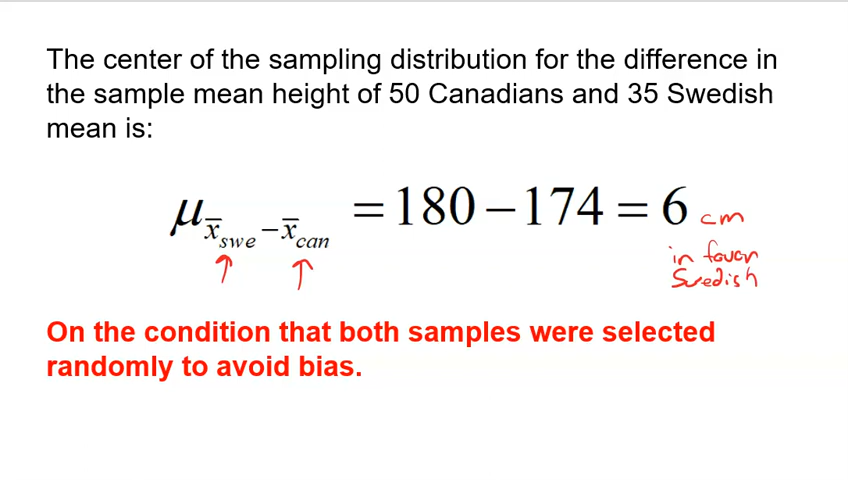 The center of the sampling distribution for the difference in
the sample mean height of 50 Canadians and 35 Swedish
mean is:
μ x̄swe − x̄can = 180 − 174 = 6 cm
in favor
Swedish
On the condition that both samples were selected
randomly to avoid bias.